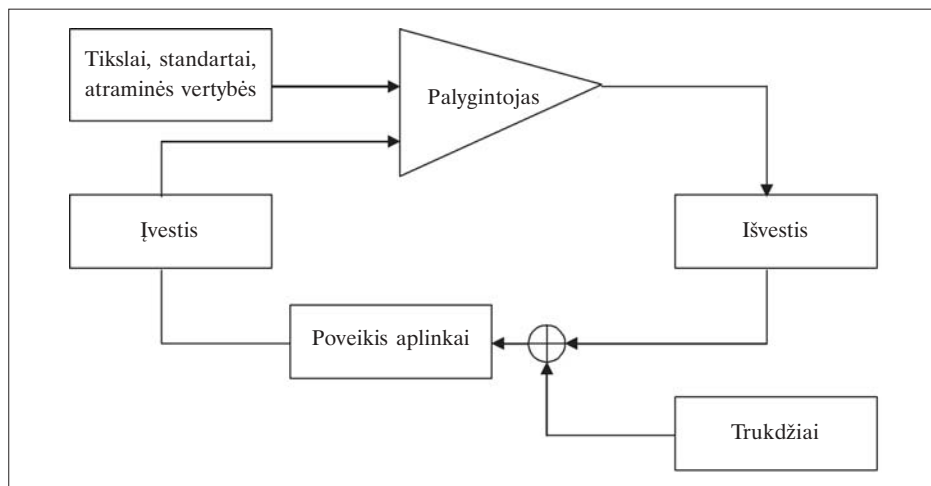 Tikslai, standartai,
atraminės vertybės
Palygintojas
Įvestis
Išvestis
Poveikis aplinkai
Trukdžiai